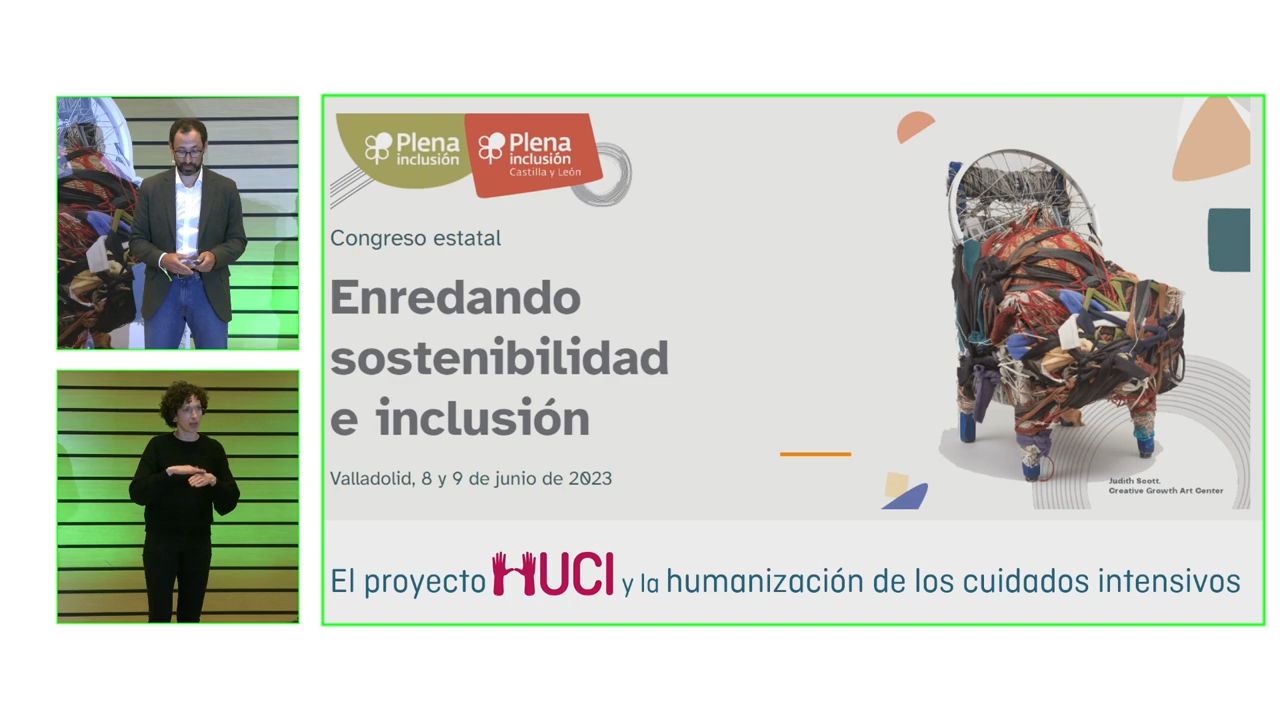 Plena
inclusión
Plena
inclusión
Castilla y León
Congreso estatal
Enredando
sostenibilidad
e inclusión
Valladolid, 8 y 9 de junio de 2023
Judith Scott.
Creative Growth Art Center
El proyecto HUCI y la humanización de los cuidados intensivos